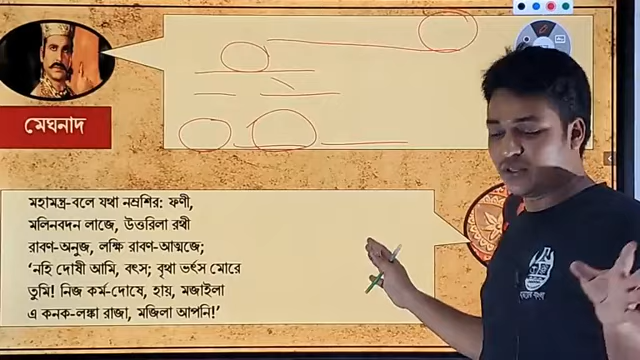 মেঘনাদ
মহামন্ত্র-বলে যথা নম্রশির: ফণী,
মলিনবদন লাজে, উত্তরিলা রথী
রাবণ-অনুজ, লক্ষি রাবণ-আত্মজে;
‘নহি দোষী আমি, বৎস; বৃথা ভর্ৎস মোরে
তুমি! নিজ কর্ম-দোষে, হায়, মজাইলা
এ কনক-লঙ্কা রাজা, মজিলা আপনি!’